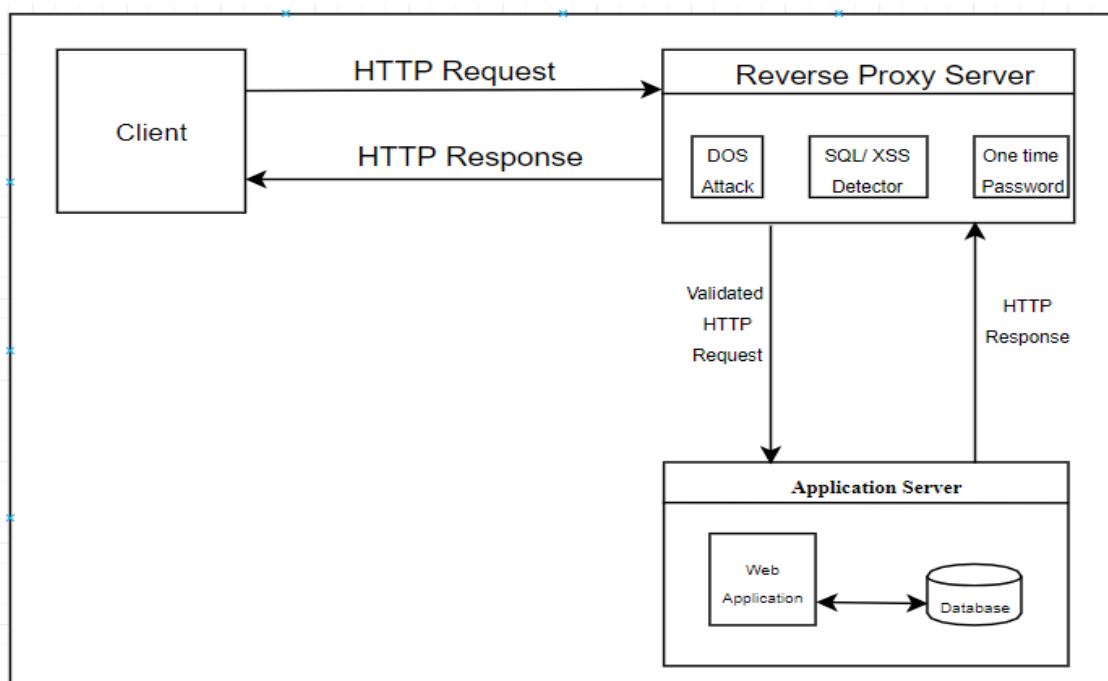 HTTP Request
Reverse Proxy Server
Client
HTTP Response
DOS
Attack
SQL/ XSS
Detector
One time
Password
Validated
HTTP
Request
HTTP
Response
Application Server
Web
Application
Database